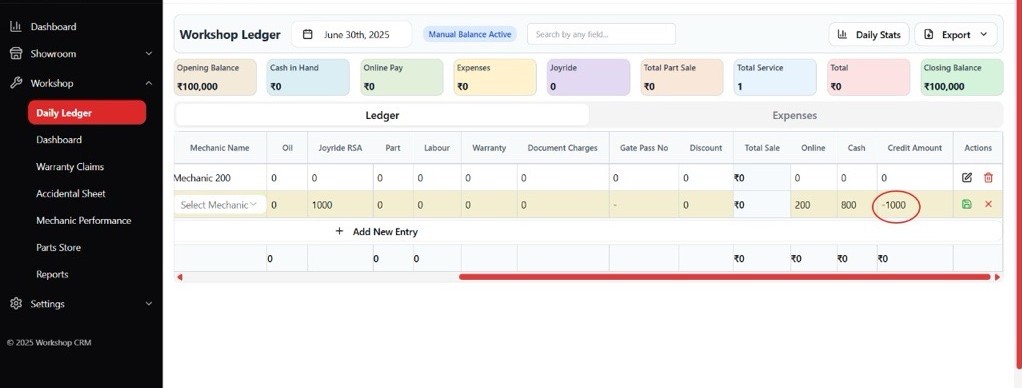 Dashboard
Showroom
Workshop
Daily Ledger
Dashboard
Warranty Claims
Accidental Sheet
Mechanic Performance
Parts Store
Reports
Settings
© 2025 Workshop CRM
Workshop Ledger June 30th, 2025 Manual Balance Active Search by any field... Daily Stats Export
Opening Balance Cash in Hand Online Pay Expenses Joyride Total Part Sale Total Service Total Closing Balance
₹100,000 ₹0 ₹0 ₹0 0 ₹0 1 ₹0 ₹100,000
Ledger Expenses
Mechanic Name Oil Joyride RSA Part Labour Warranty Document Charges Gate Pass No Discount Total Sale Online Cash Credit Amount Actions
Mechanic 200 0 0 0 0 0 0 0 ₹0 0 0 0
Select Mechanic 0 1000 0 0 0 0 - 0 ₹0 200 800 -1000
+ Add New Entry
0 0 0 ₹0 ₹0 ₹0 ₹0